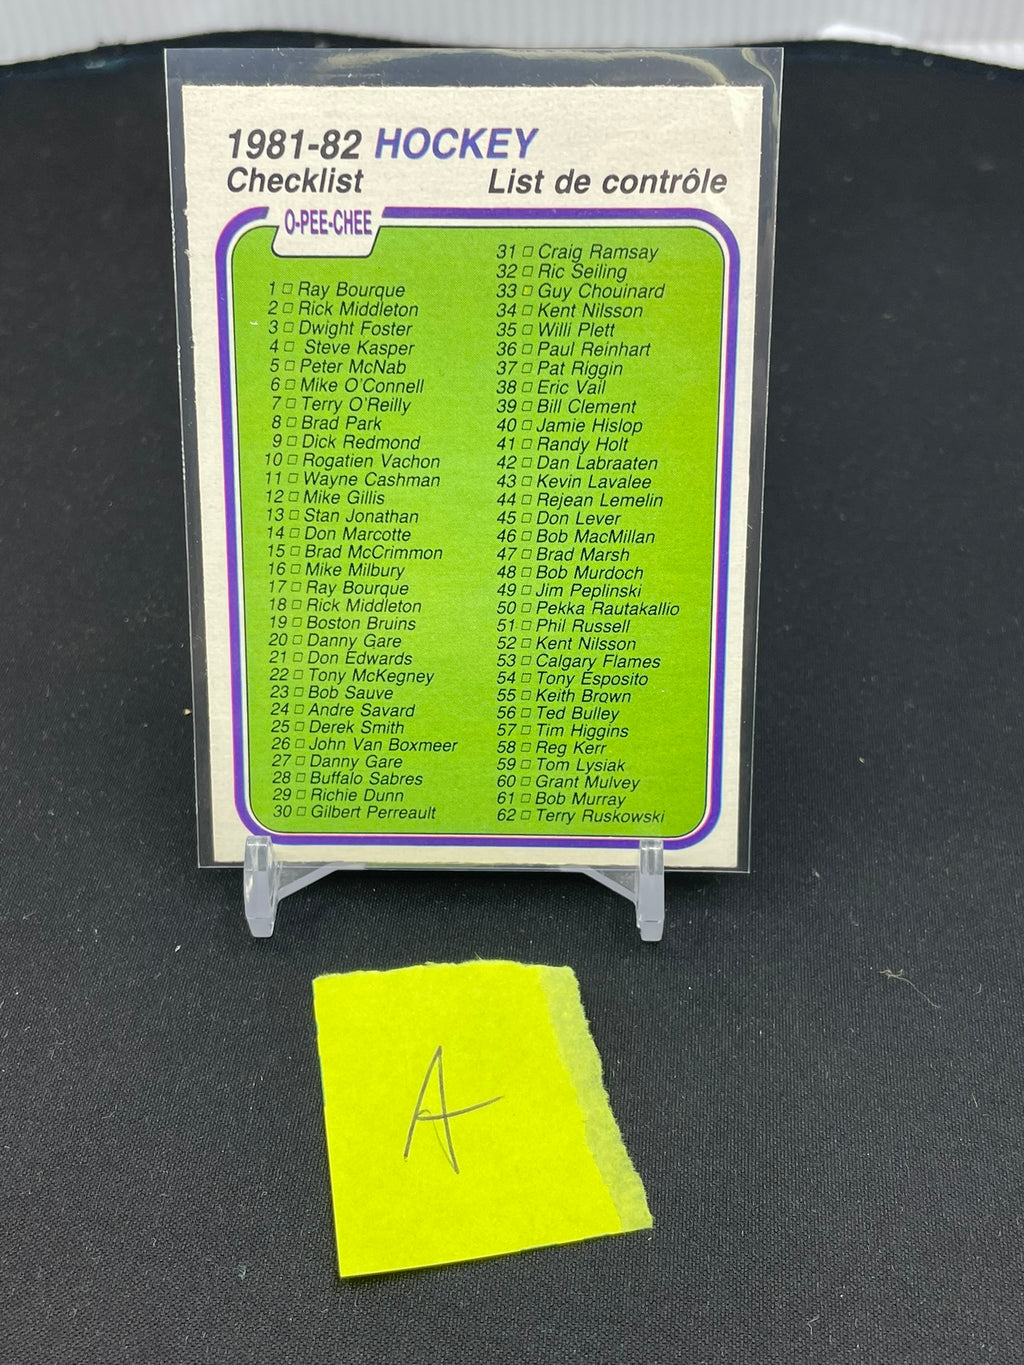 1981-82 HOCKEY
Checklist List de contrôle
O-PEE-CHEE
1 □ Ray Bourque
2 □ Rick Middleton
3 □ Dwight Foster
4 □ Steve Kasper
5 □ Peter McNab
6 □ Mike O'Connell
7 □ Terry O'Reilly
8 □ Brad Park
9 □ Dick Redmond
10 □ Rogatien Vachon
11 □ Wayne Cashman
12 □ Mike Gillis
13 □ Stan Jonathan
14 □ Don Marcotte
15 □ Brad McCrimmon
16 □ Mike Milbury
17 □ Ray Bourque
18 □ Rick Middleton
19 □ Boston Bruins
20 □ Danny Gare
21 □ Don Edwards
22 □ Tony McKegney
23 □ Bob Sauve
24 □ Andre Savard
25 □ Derek Smith
26 □ John Van Boxmeer
27 □ Danny Gare
28 □ Buffalo Sabres
29 □ Richie Dunn
30 □ Gilbert Perreault
31 □ Craig Ramsay
32 □ Ric Seiling
33 □ Guy Chouinard
34 □ Kent Nilsson
35 □ Willi Plett
36 □ Paul Reinhart
37 □ Pat Riggin
38 □ Eric Vail
39 □ Bill Clement
40 □ Jamie Hislop
41 □ Randy Holt
42 □ Dan Labraaten
43 □ Kevin Lavalee
44 □ Rejean Lemelin
45 □ Don Lever
46 □ Bob MacMillan
47 □ Brad Marsh
48 □ Bob Murdoch
49 □ Jim Peplinski
50 □ Pekka Rautakallio
51 □ Phil Russell
52 □ Kent Nilsson
53 □ Calgary Flames
54 □ Tony Esposito
55 □ Keith Brown
56 □ Ted Bulley
57 □ Tim Higgins
58 □ Reg Kerr
59 □ Tom Lysiak
60 □ Grant Mulvey
61 □ Bob Murray
62 □ Terry Ruskowski
A